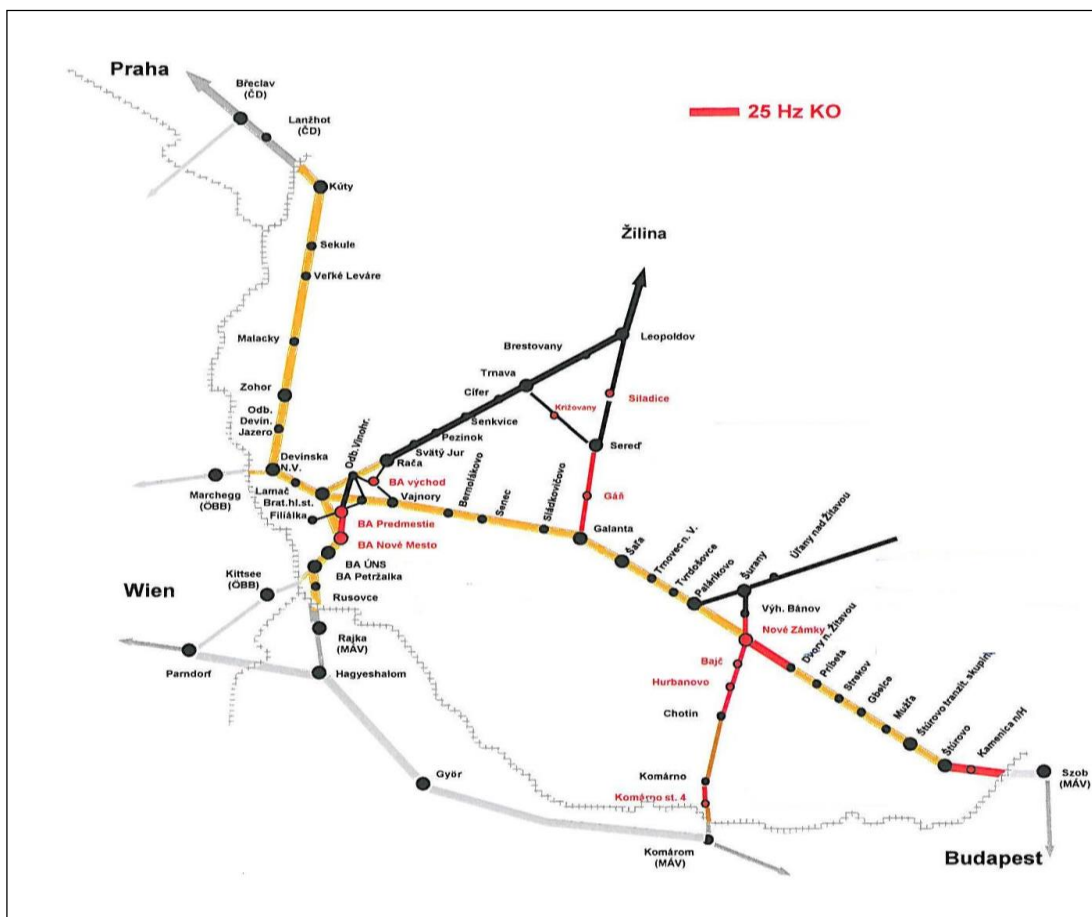 Praha
Břeclav
(ČD)
Lanžhot
(ČD)
25 Hz KO
Kúty
Žilina
Sekule
Veľké Leváre
Malacky
Leopoldov
Brestovany
Trnava
Zohor
Cífer
Siladice
Križovany
Odb.
Devín.
Jazero
Senkvice
Pezinok
Sereď
Odb.Vinohr.
Svätý Jur
Devínska
N.V.
Rača
BA východ
Marchegg
(ÖBB)
Lamač
Vajnory
Bernolákovo
Senec
Sládkovičovo
Gáň
Brat.hl.st.
Filiálka
BA Predmestie
Galanta
BA Nové Mesto
Šaľa
Trnovec n. V.
Tvrdošovce
Palárikovo
Šurany
Úľany nad Žitavou
BA ÚNS
Kittsee
(ÖBB)
BA Petržalka
Wien
Rusovce
Výh. Bánov
Nové Zámky
Rajka
(MÁV)
Parndorf
Hagyeshalom
Bajč
Dvory n. Žitavou
Pribeta
Strekov
Gbelce
Mužľa
Štúrovo tranzit. skupin
Štúrovo
Kamenica n/H
Hurbanovo
Chotin
Györ
Komárno
Szob
(MÁV)
Komárno st. 4
Komárom
(MÁV)
Budapest